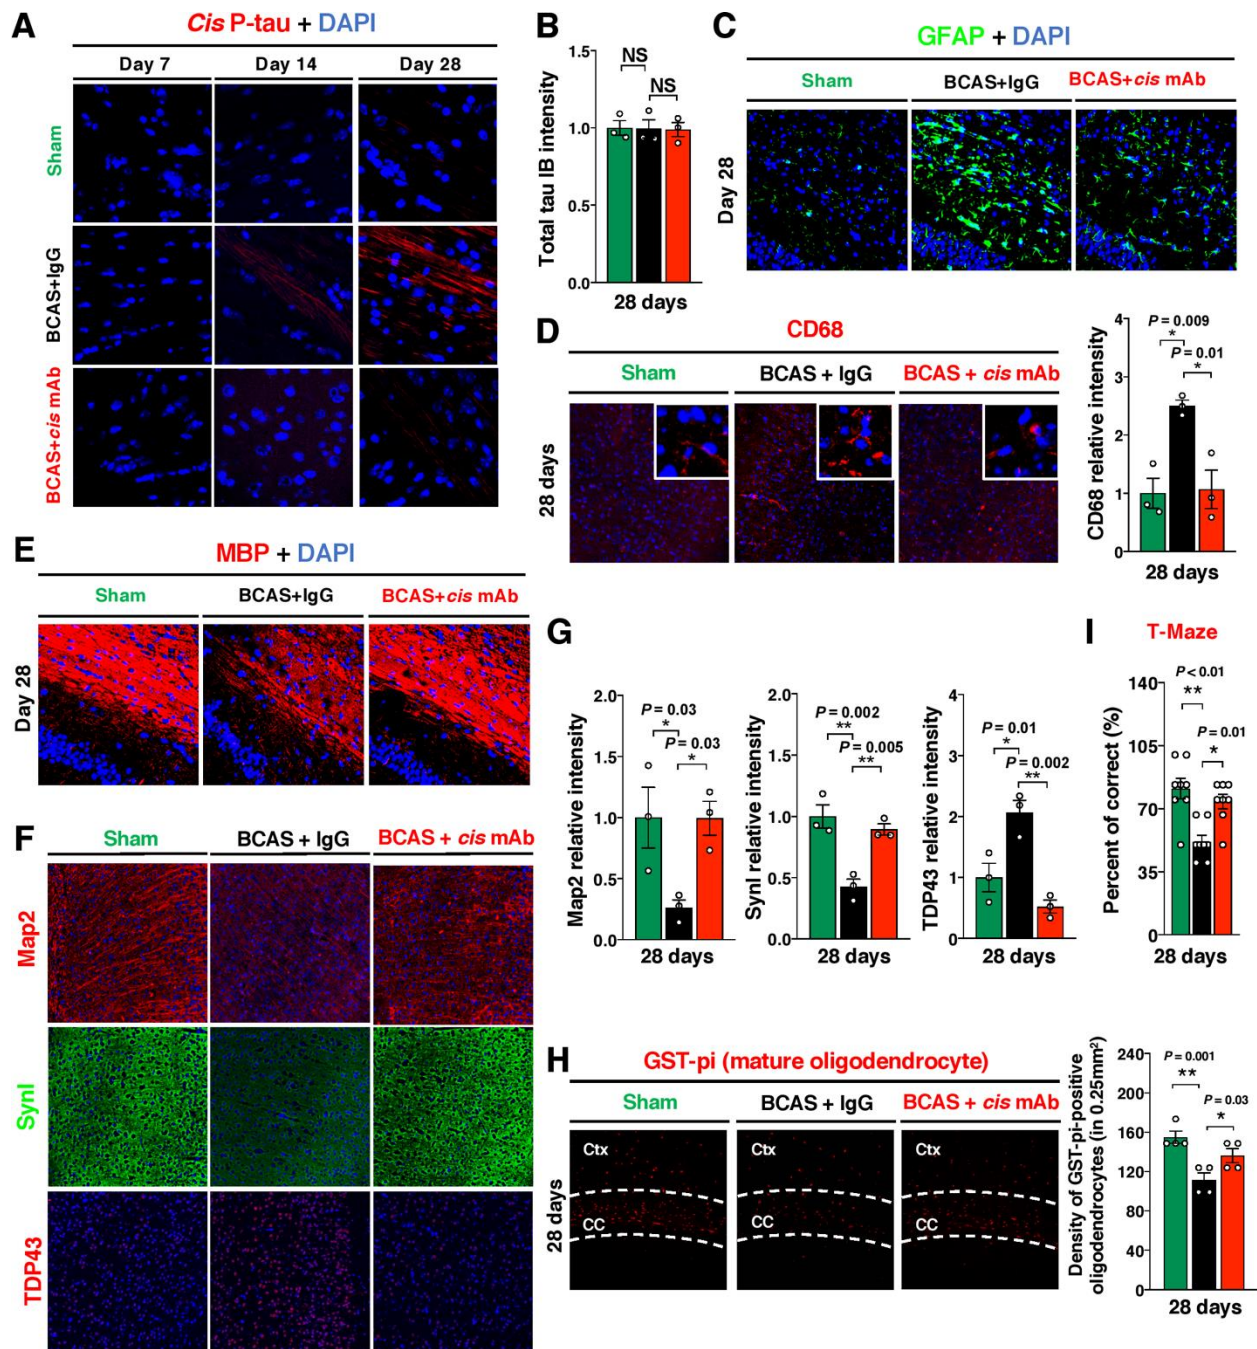 A
Cis P-tau + DAPI
Day 7
Day 14
Day 28
Sham
BCAS+IgG
BCAS+cis mAb
B
Total tau IB intensity
1.5
1.0
0.5
0.0
NS
NS
28 days
C
GFAP + DAPI
Sham
BCAS+IgG
BCAS+cis mAb
Day 28
D
CD68
Sham
BCAS + IgG
BCAS + cis mAb
28 days
CD68 relative intensity
4
3
2
1
0
P = 0.009
*
P = 0.01
*
28 days
E
MBP + DAPI
Sham
BCAS+IgG
BCAS+cis mAb
Day 28
F
Sham
BCAS + IgG
BCAS + cis mAb
Map2
SynI
TDP43
G
Map2 relative intensity
2.0
1.5
1.0
0.5
0.0
P = 0.03
*
P = 0.03
*
28 days
SynI relative intensity
2.0
1.5
1.0
0.5
0.0
P = 0.002
**
P = 0.005
**
28 days
TDP43 relative intensity
4
3
2
1
0
P = 0.01
*
P = 0.002
**
28 days
H
GST-pi (mature oligodendrocyte)
Sham
BCAS + IgG
BCAS + cis mAb
28 days
Ctx
CC
Ctx
CC
Ctx
CC
Density of GST-pi-positive
oligodendrocytes (in 0.25mm²)
240
200
160
120
80
40
0
P = 0.001
**
P = 0.03
*
28 days
I
T-Maze
Percent of correct (%)
140
105
70
35
0
P < 0.01
**
P = 0.01
*
28 days